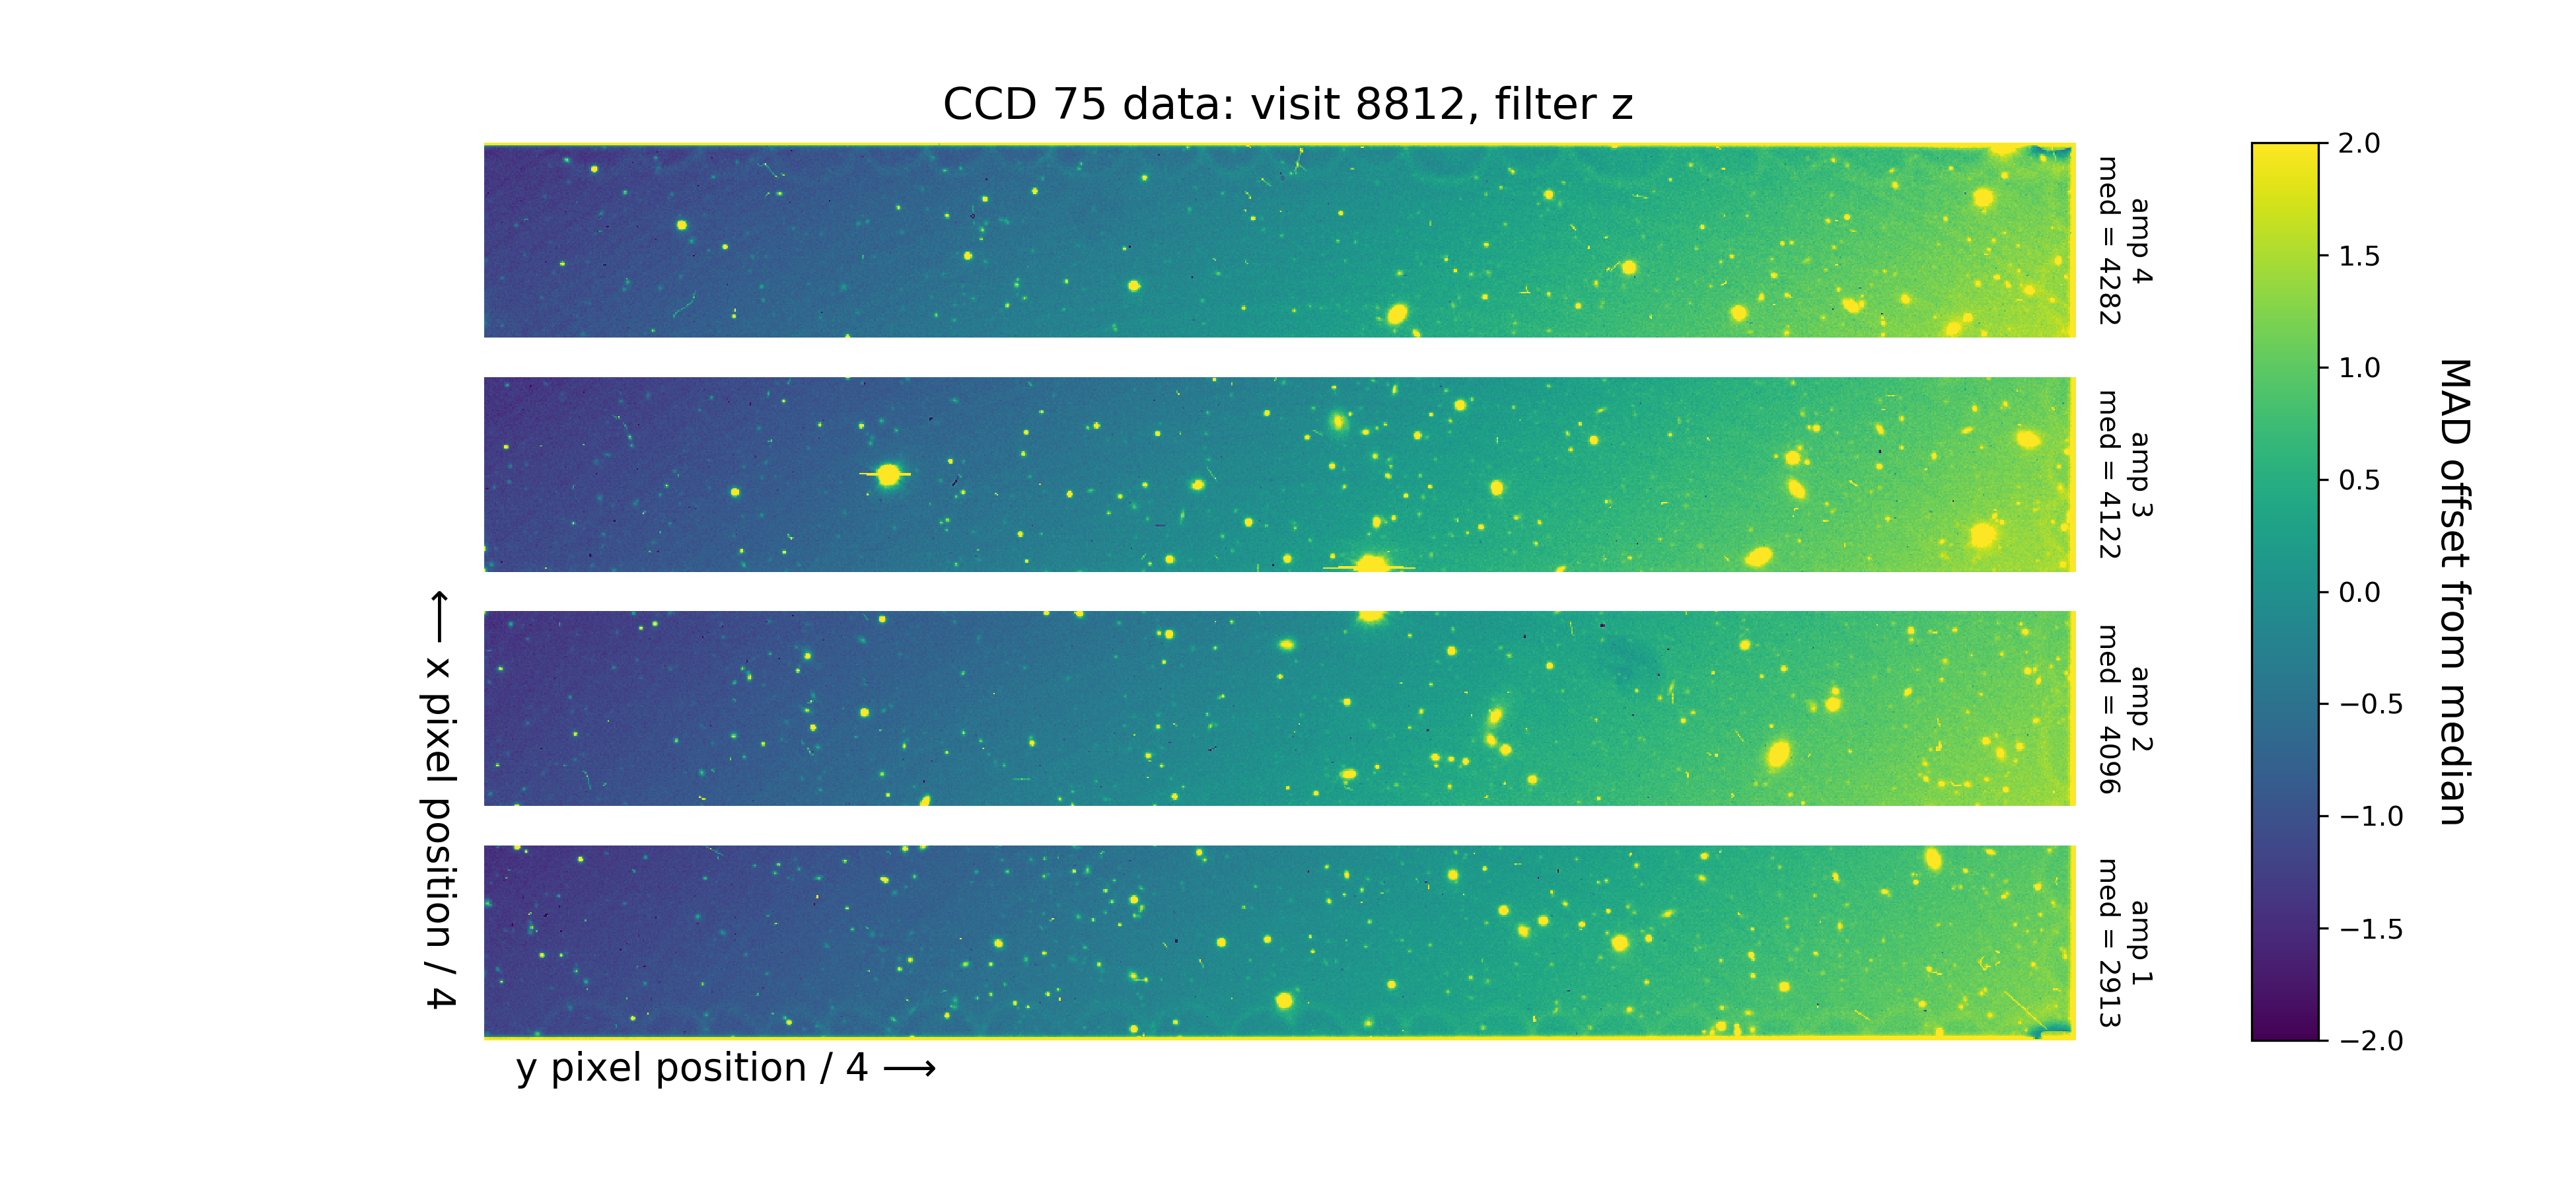 CCD 75 data: visit 8812, filter z
amp 4
med = 4282
amp 3
med = 4122
amp 2
med = 4096
amp 1
med = 2913
⟵ x pixel position / 4
y pixel position / 4 ⟶
2.0
1.5
1.0
0.5
0.0
−0.5
−1.0
−1.5
−2.0
MAD offset from median